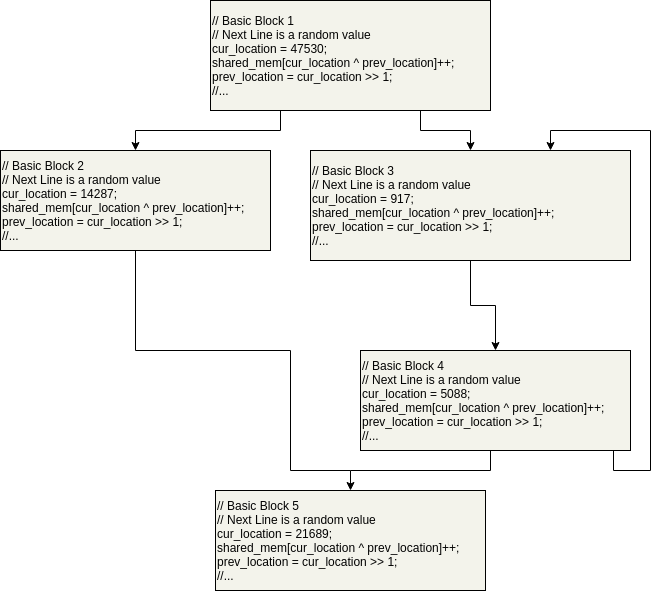 // Basic Block 1
// Next Line is a random value
cur_location = 47530;
shared_mem[cur_location ^ prev_location]++;
prev_location = cur_location >> 1;
//...
// Basic Block 2
// Next Line is a random value
cur_location = 14287;
shared_mem[cur_location ^ prev_location]++;
prev_location = cur_location >> 1;
//...
// Basic Block 3
// Next Line is a random value
cur_location = 917;
shared_mem[cur_location ^ prev_location]++;
prev_location = cur_location >> 1;
//...
// Basic Block 4
// Next Line is a random value
cur_location = 5088;
shared_mem[cur_location ^ prev_location]++;
prev_location = cur_location >> 1;
//...
// Basic Block 5
// Next Line is a random value
cur_location = 21689;
shared_mem[cur_location ^ prev_location]++;
prev_location = cur_location >> 1;
//...